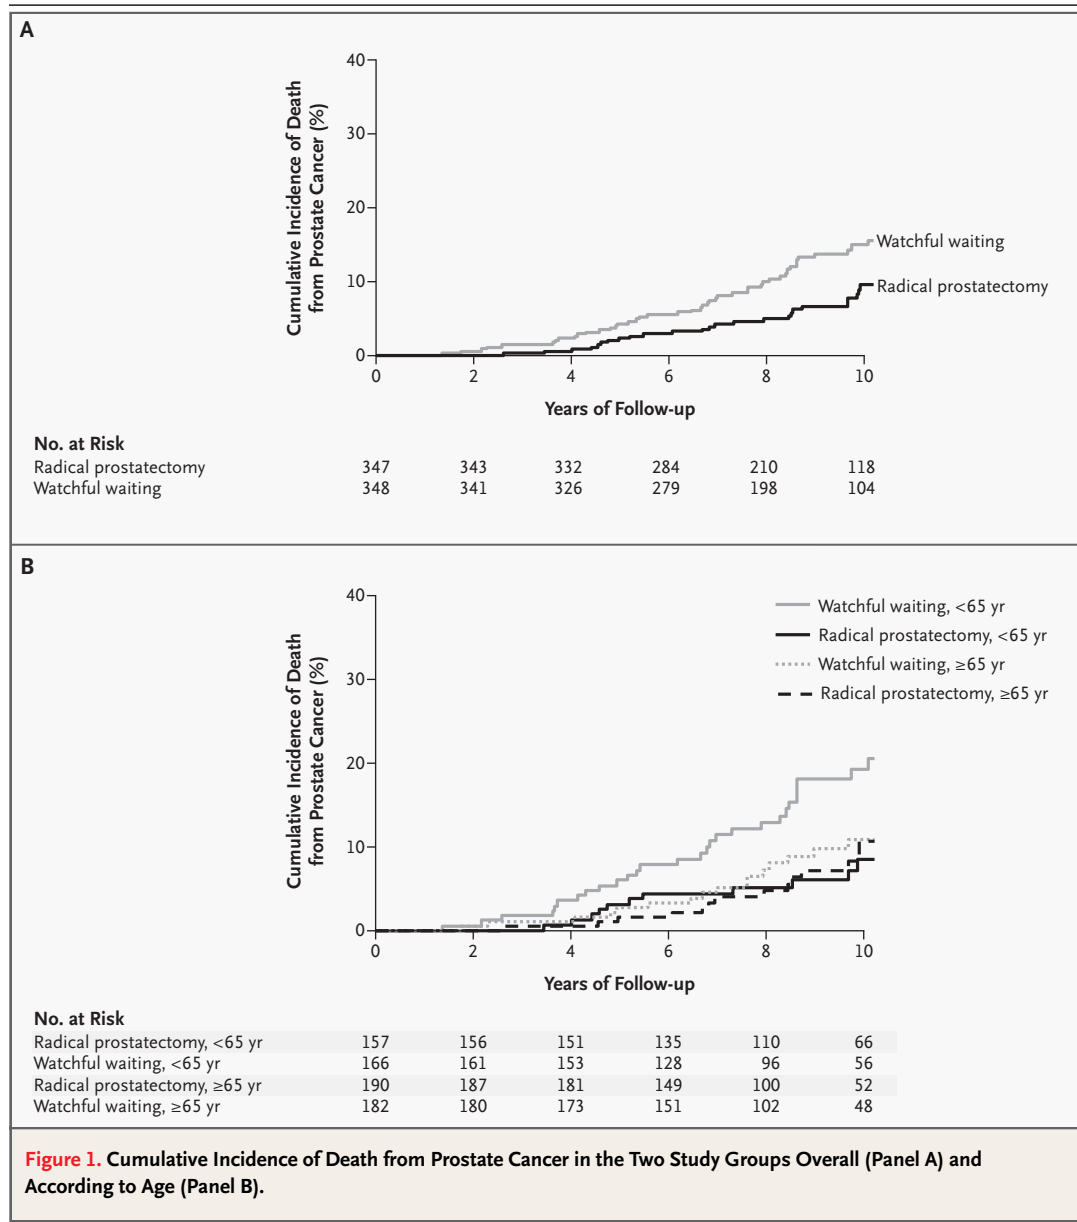 A
Cumulative Incidence of Death
from Prostate Cancer (%)
40
30
20
10
0
Watchful waiting
Radical prostatectomy
0 2 4 6 8 10
Years of Follow-up
No. at Risk
Radical prostatectomy 347 343 332 284 210 118
Watchful waiting 348 341 326 279 198 104
B
Cumulative Incidence of Death
from Prostate Cancer (%)
40
30
20
10
0
Watchful waiting, <65 yr
Radical prostatectomy, <65 yr
Watchful waiting, ≥65 yr
Radical prostatectomy, ≥65 yr
0 2 4 6 8 10
Years of Follow-up
No. at Risk
Radical prostatectomy, <65 yr 157 156 151 135 110 66
Watchful waiting, <65 yr 166 161 153 128 96 56
Radical prostatectomy, ≥65 yr 190 187 181 149 100 52
Watchful waiting, ≥65 yr 182 180 173 151 102 48
Figure 1. Cumulative Incidence of Death from Prostate Cancer in the Two Study Groups Overall (Panel A) and
According to Age (Panel B).